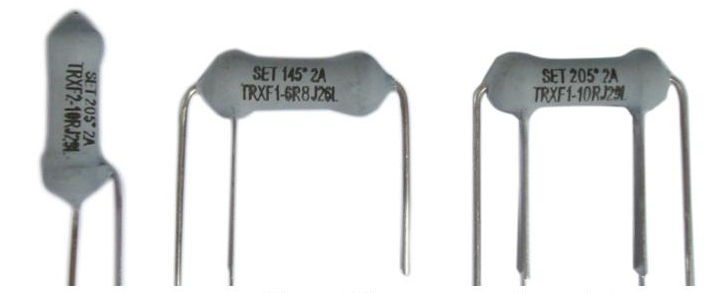 SET 205° 2A
TRXF2-10RJ29L
SET 145° 2A
TRXF1-6R8J26L
SET 205° 2A
TRXF1-10RJ29L